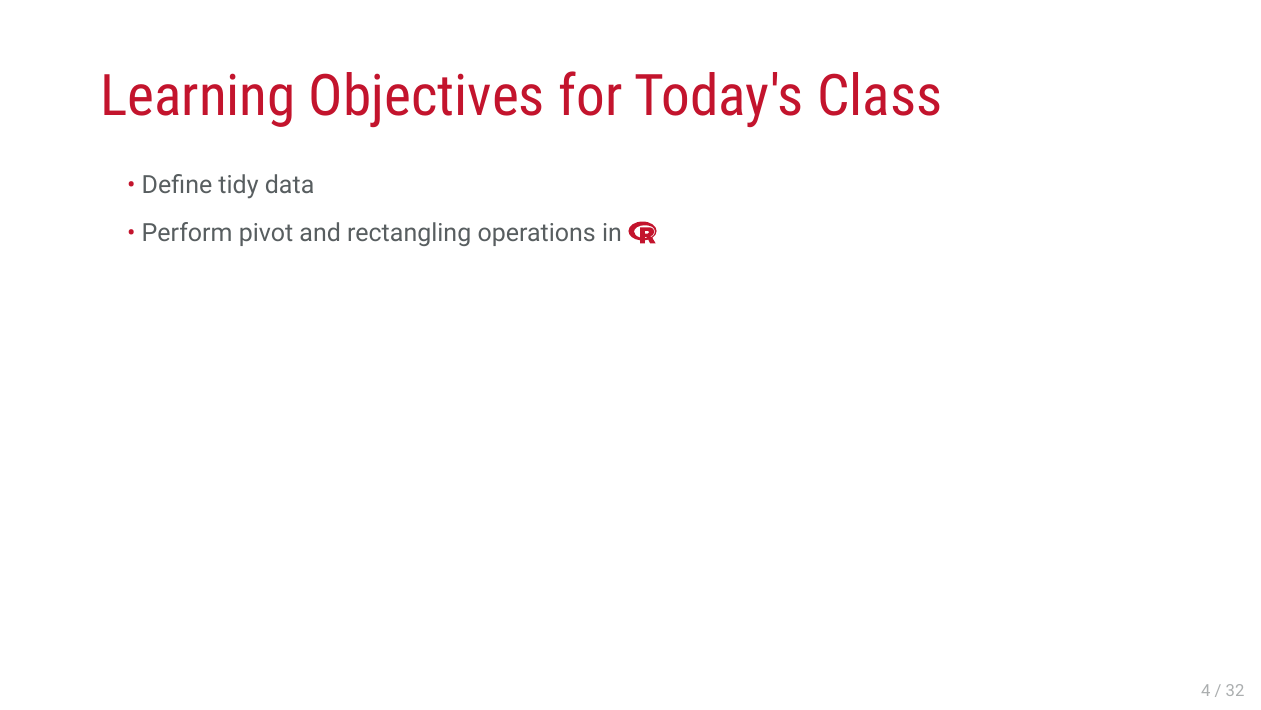 Learning Objectives for Today's Class
• Define tidy data
• Perform pivot and rectangling operations in R
4 / 32